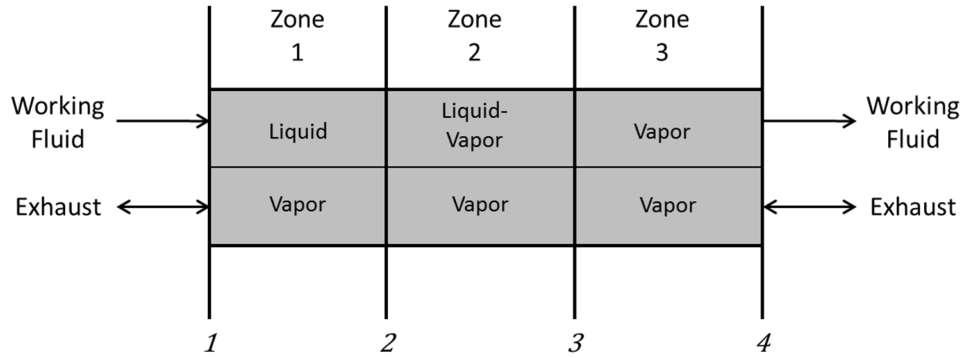 Zone
1
Zone
2
Zone
3
Working
Fluid
Liquid
Liquid-
Vapor
Vapor
Working
Fluid
Exhaust
Vapor
Vapor
Vapor
Exhaust
1
2
3
4